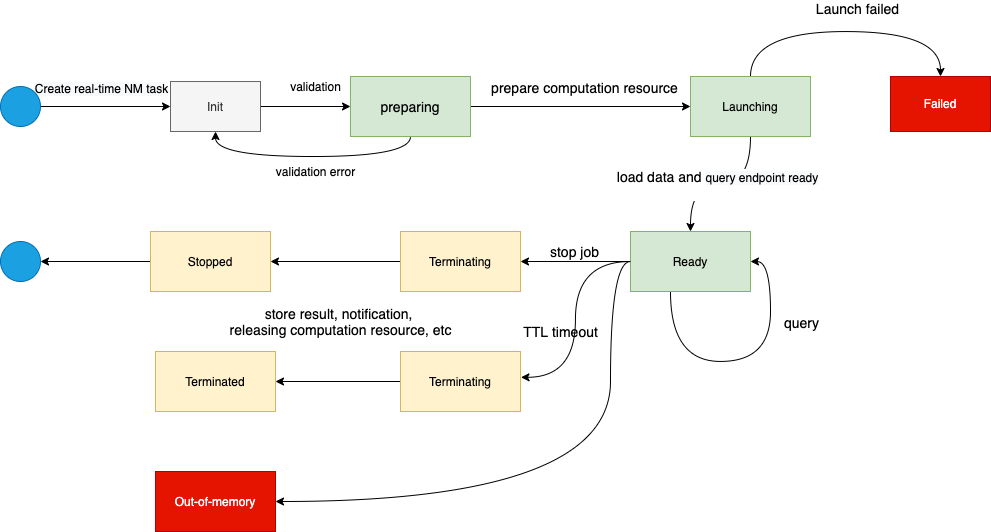 Launch failed
Create real-time NM task
Init
validation
preparing
prepare computation resource
Launching
Failed
validation error
load data and query endpoint ready
Stopped
Terminating
stop job
Ready
store result, notification,
releasing computation resource, etc
TTL timeout
query
Terminated
Terminating
Out-of-memory